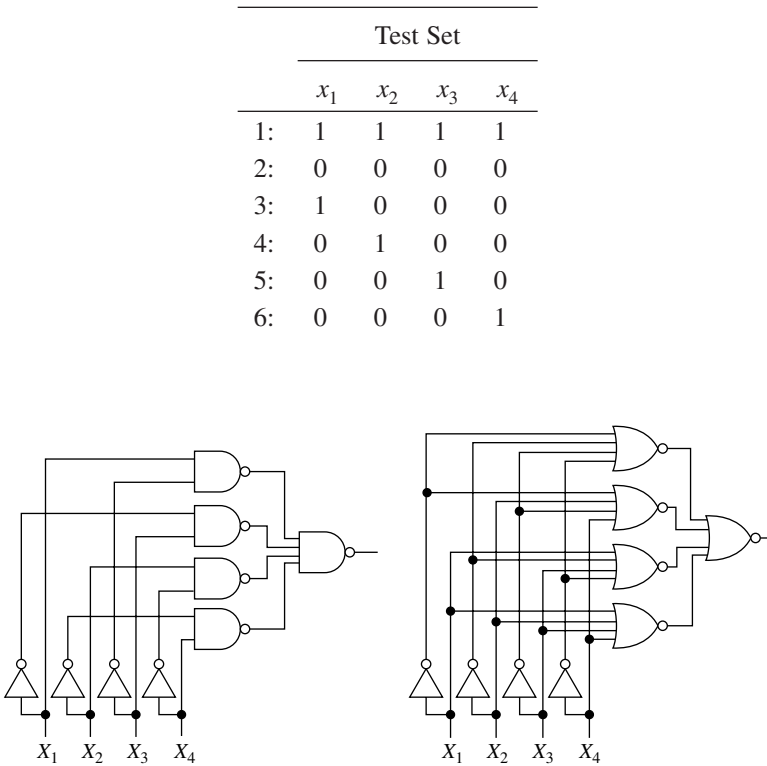 Test Set
x₁ x₂ x₃ x₄
1: 1 1 1 1
2: 0 0 0 0
3: 1 0 0 0
4: 0 1 0 0
5: 0 0 1 0
6: 0 0 0 1
X₁ X₂ X₃ X₄ X₁ X₂ X₃ X₄